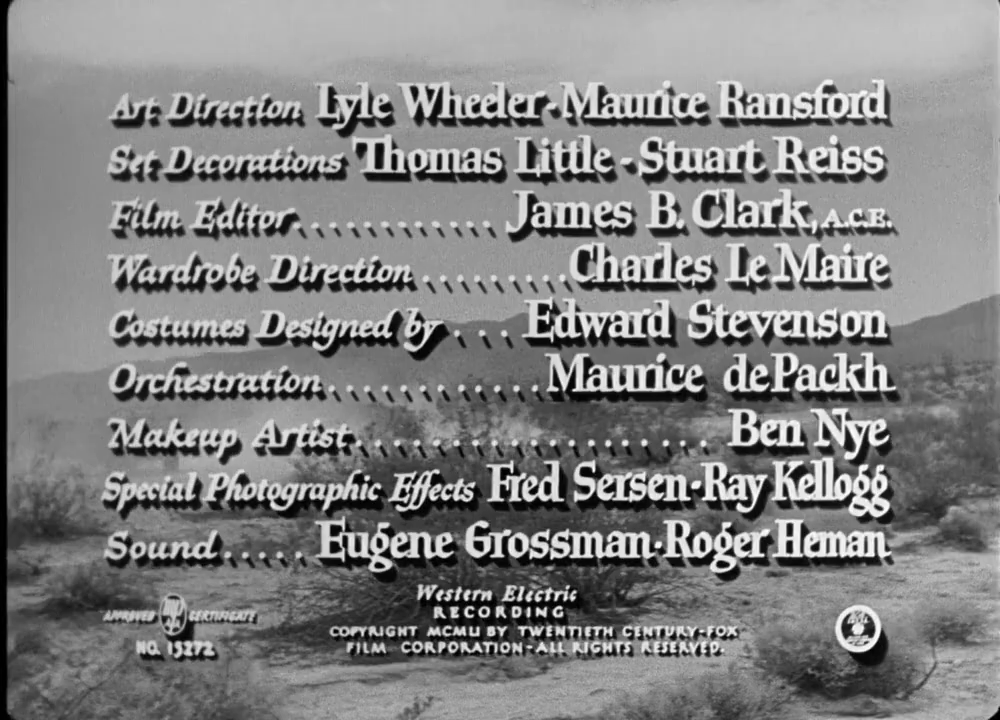 Art Direction Lyle Wheeler-Maurice Ransford
Set Decorations Thomas Little-Stuart Reiss
Film Editor............ James B. Clark, A.C.E.
Wardrobe Direction........ Charles Le Maire
Costumes Designed by.... Edward Stevenson
Orchestration............ Maurice dePackh
Makeup Artist.................... Ben Nye
Special Photographic Effects Fred Sersen-Ray Kellogg
Sound..... Eugene Grossman-Roger Heman
Western Electric
RECORDING
APPROVED CERTIFICATE
NO. 15272
COPYRIGHT MCMLI BY TWENTIETH CENTURY-FOX
FILM CORPORATION-ALL RIGHTS RESERVED.